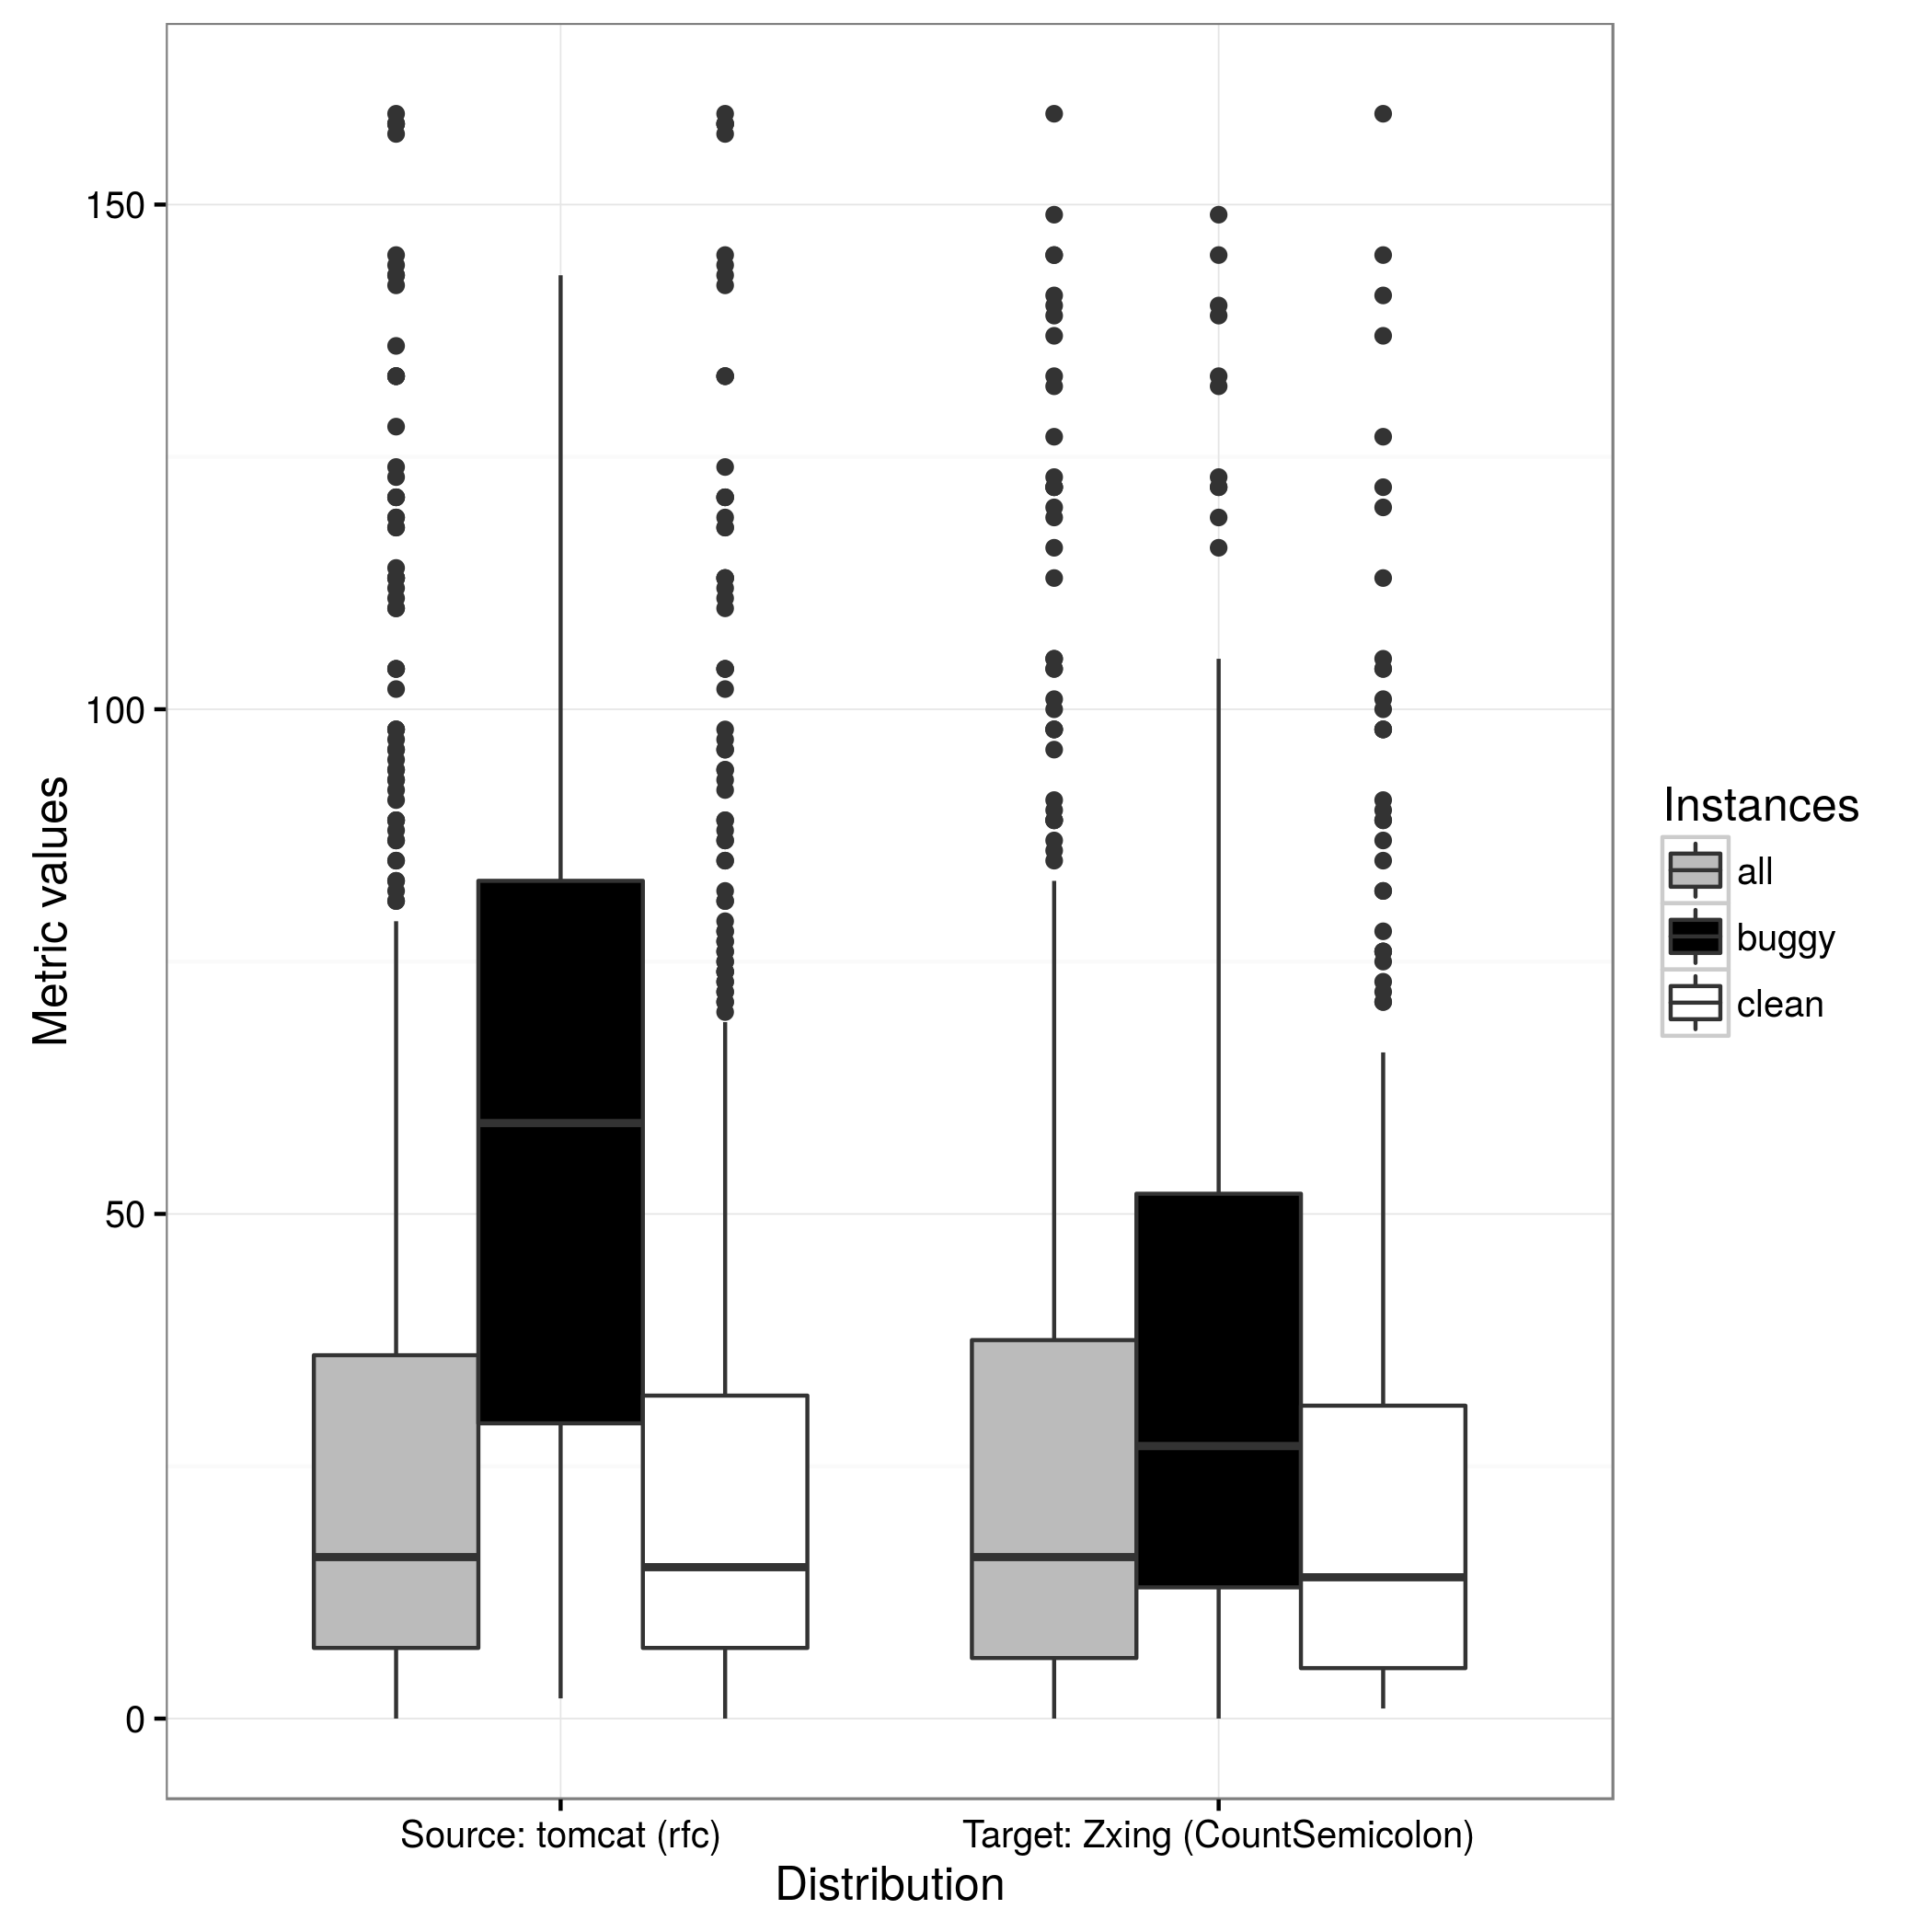 Metric values
150
100
50
0
Source: tomcat (rfc)
Target: Zxing (CountSemicolon)
Distribution
Instances
all
buggy
clean